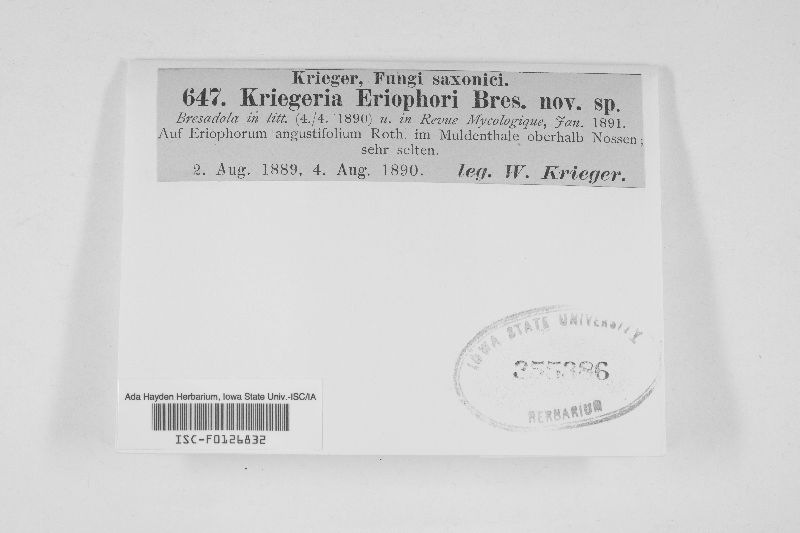 Krieger, Fungi saxonici.
647. Kriegeria Eriophori Bres. nov. sp.
Bresadola in litt. (4./4. 1890) u. in Revue Mycologique, Jan. 1891.
Auf Eriophorum angustifolium Roth. im Muldenthale oberhalb Nossen;
sehr selten.
2. Aug. 1889, 4. Aug. 1890. leg. W. Krieger.
IOWA STATE UNIVERSITY
355386
HERBARIUM
Ada Hayden Herbarium, Iowa State Univ.-ISC/IA
ISC-F0126832